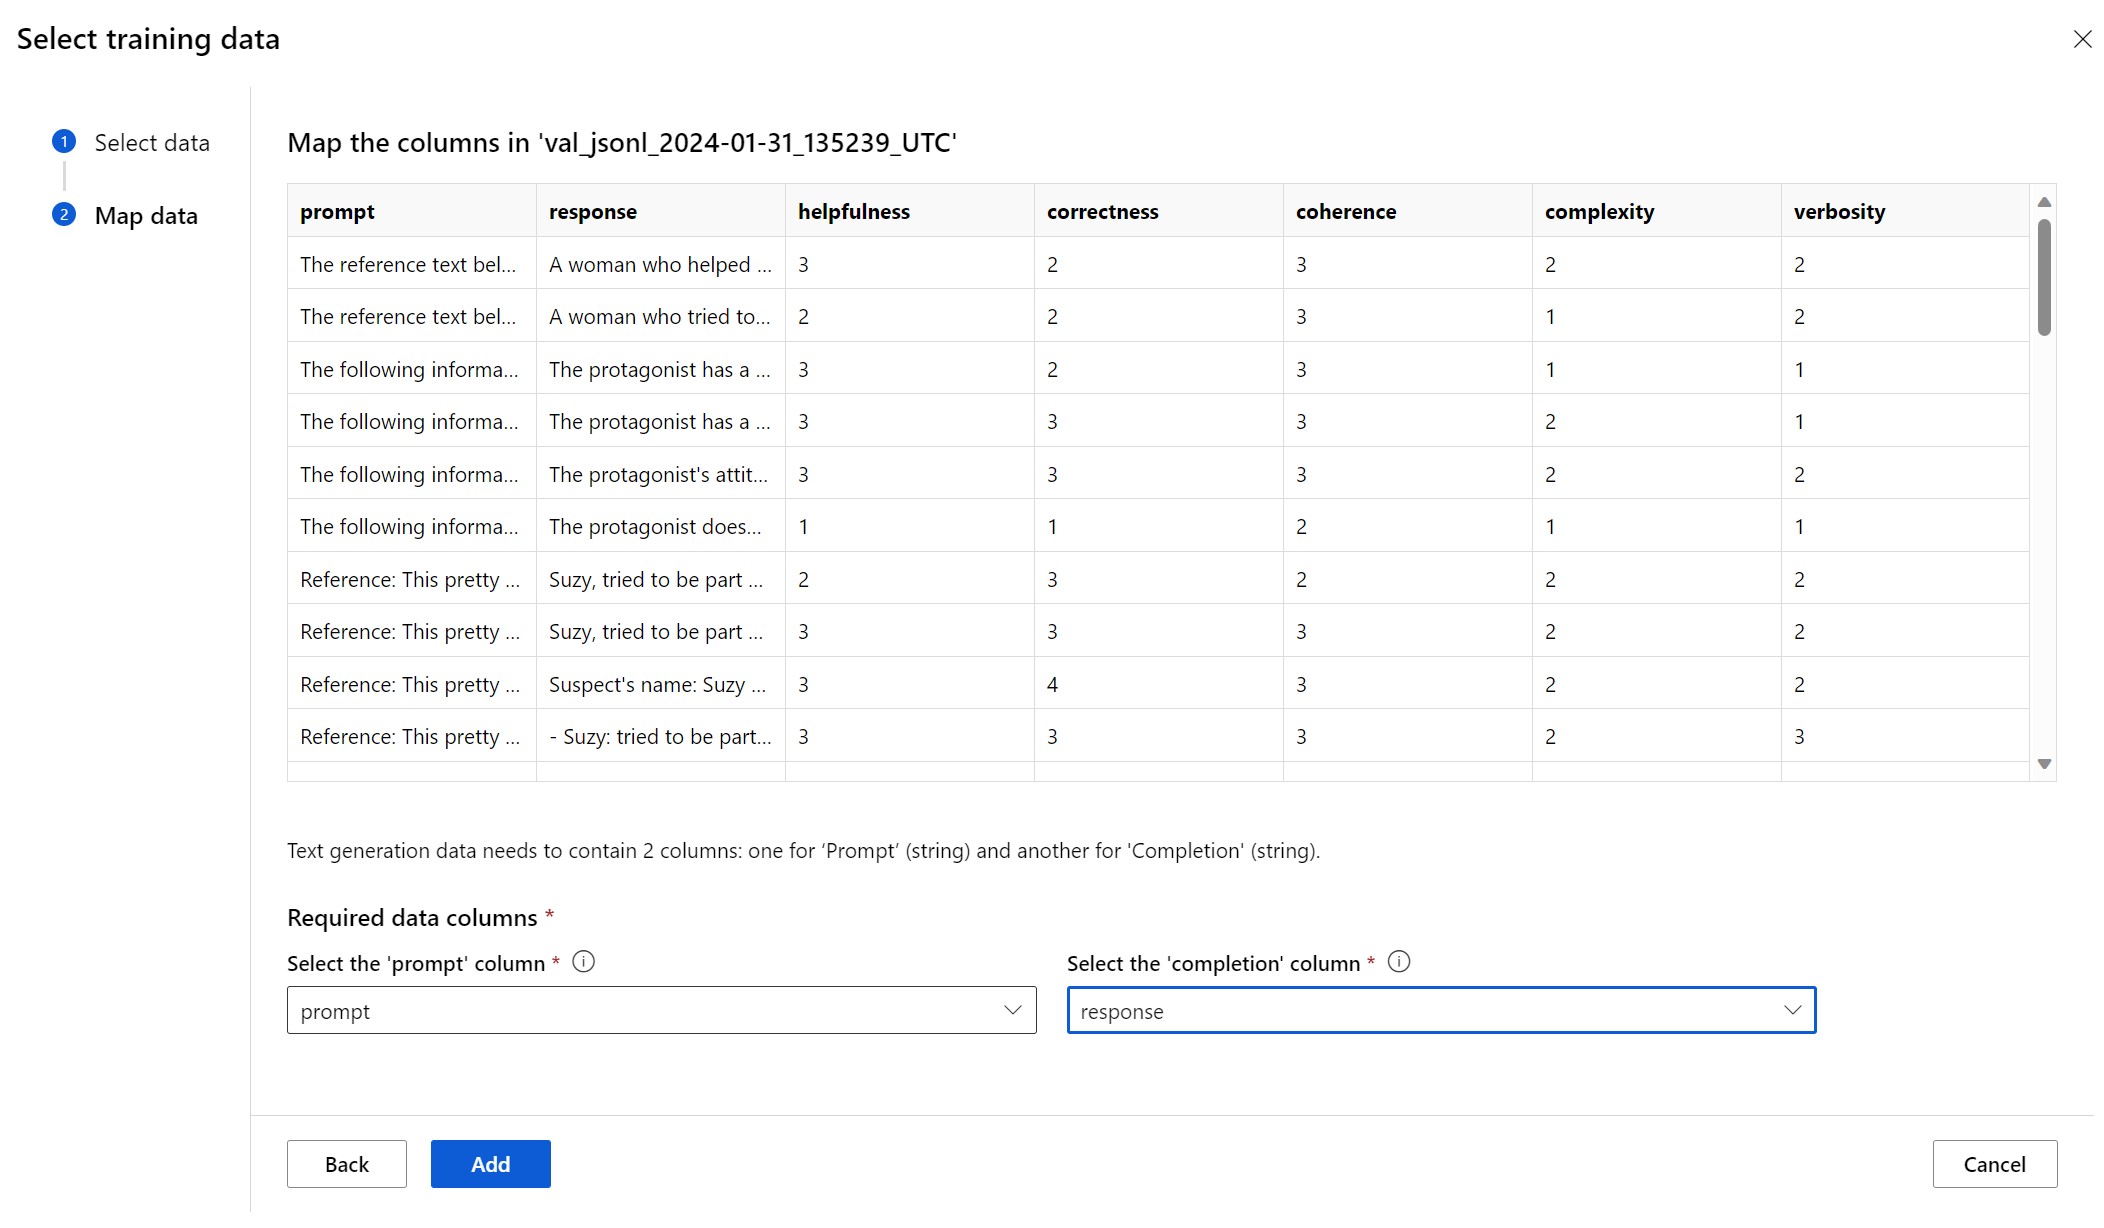 Select training data
1 Select data
2 Map data
Map the columns in 'val_jsonl_2024-01-31_135239_UTC'
prompt response helpfulness correctness coherence complexity verbosity
The reference text bel... A woman who helped ... 3 2 3 2 2
The reference text bel... A woman who tried to... 2 2 3 1 2
The following informa... The protagonist has a ... 3 2 3 1 1
The following informa... The protagonist has a ... 3 3 3 2 1
The following informa... The protagonist's attit... 3 3 3 2 2
The following informa... The protagonist does... 1 1 2 1 1
Reference: This pretty ... Suzy, tried to be part ... 2 3 2 2 2
Reference: This pretty ... Suzy, tried to be part ... 3 3 3 2 2
Reference: This pretty ... Suspect's name: Suzy ... 3 4 3 2 2
Reference: This pretty ... - Suzy: tried to be part... 3 3 3 2 3
Text generation data needs to contain 2 columns: one for ‘Prompt’ (string) and another for 'Completion' (string).
Required data columns *
Select the 'prompt' column * Select the 'completion' column *
prompt response
Back Add Cancel